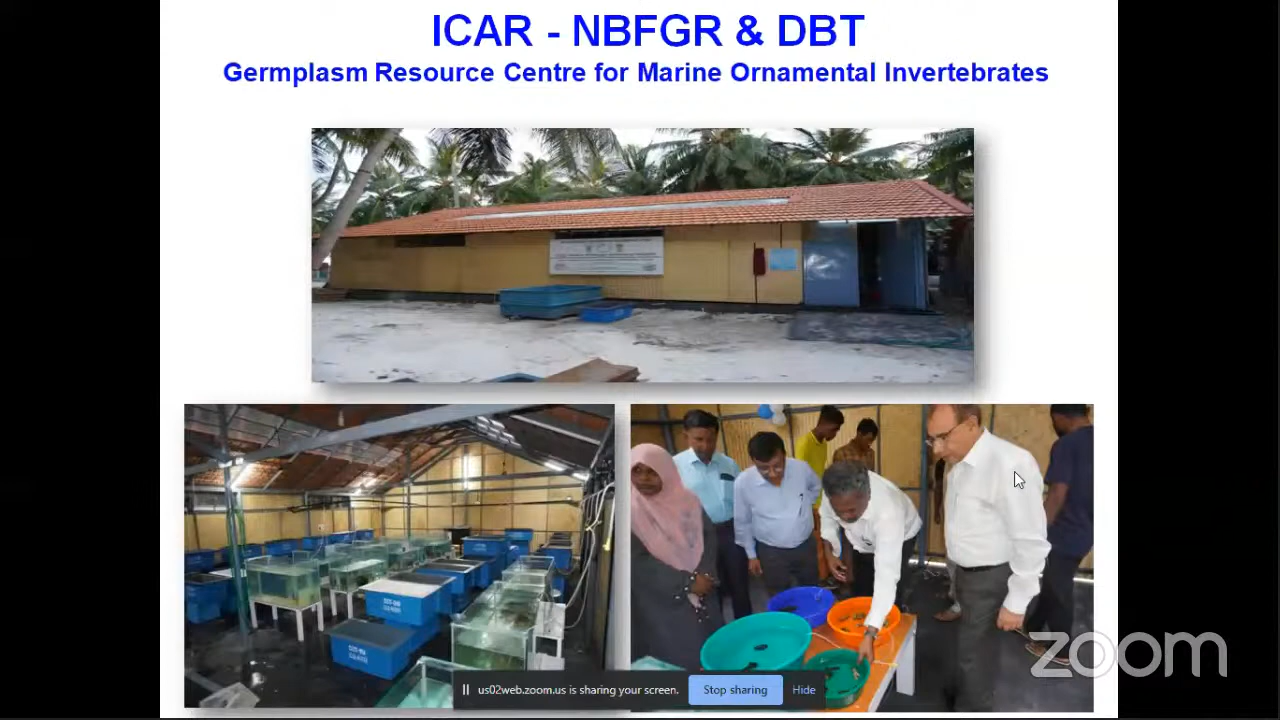 ICAR - NBFGR & DBT
Germplasm Resource Centre for Marine Ornamental Invertebrates
us02web.zoom.us is sharing your screen.
Stop sharing
Hide
zoom